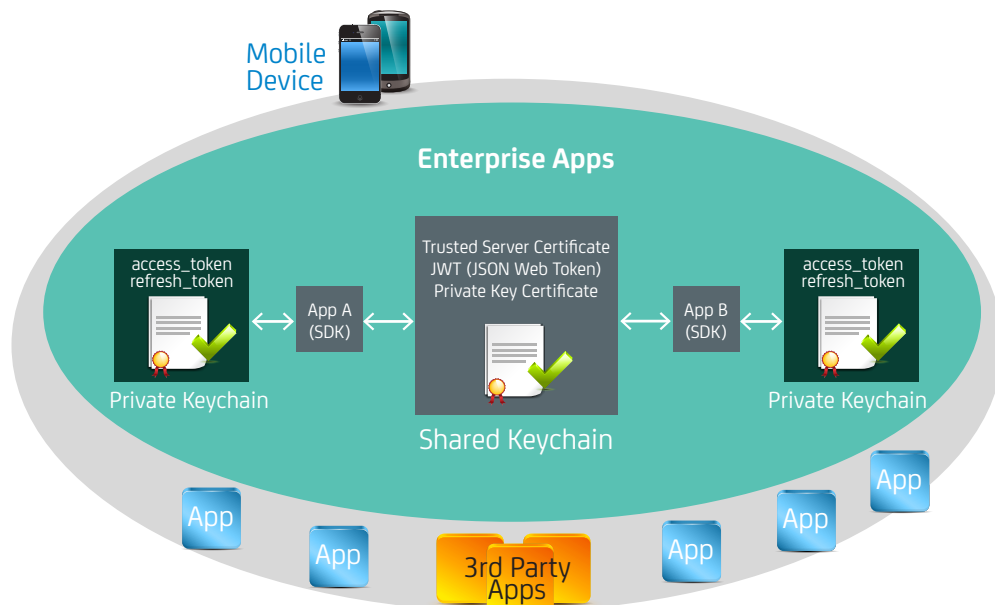 Mobile
Device
Enterprise Apps
access_token
refresh_token
Private Keychain
App A
(SDK)
Trusted Server Certificate
JWT (JSON Web Token)
Private Key Certificate
Shared Keychain
App B
(SDK)
access_token
refresh_token
Private Keychain
App
App
3rd Party
Apps
App
App
App